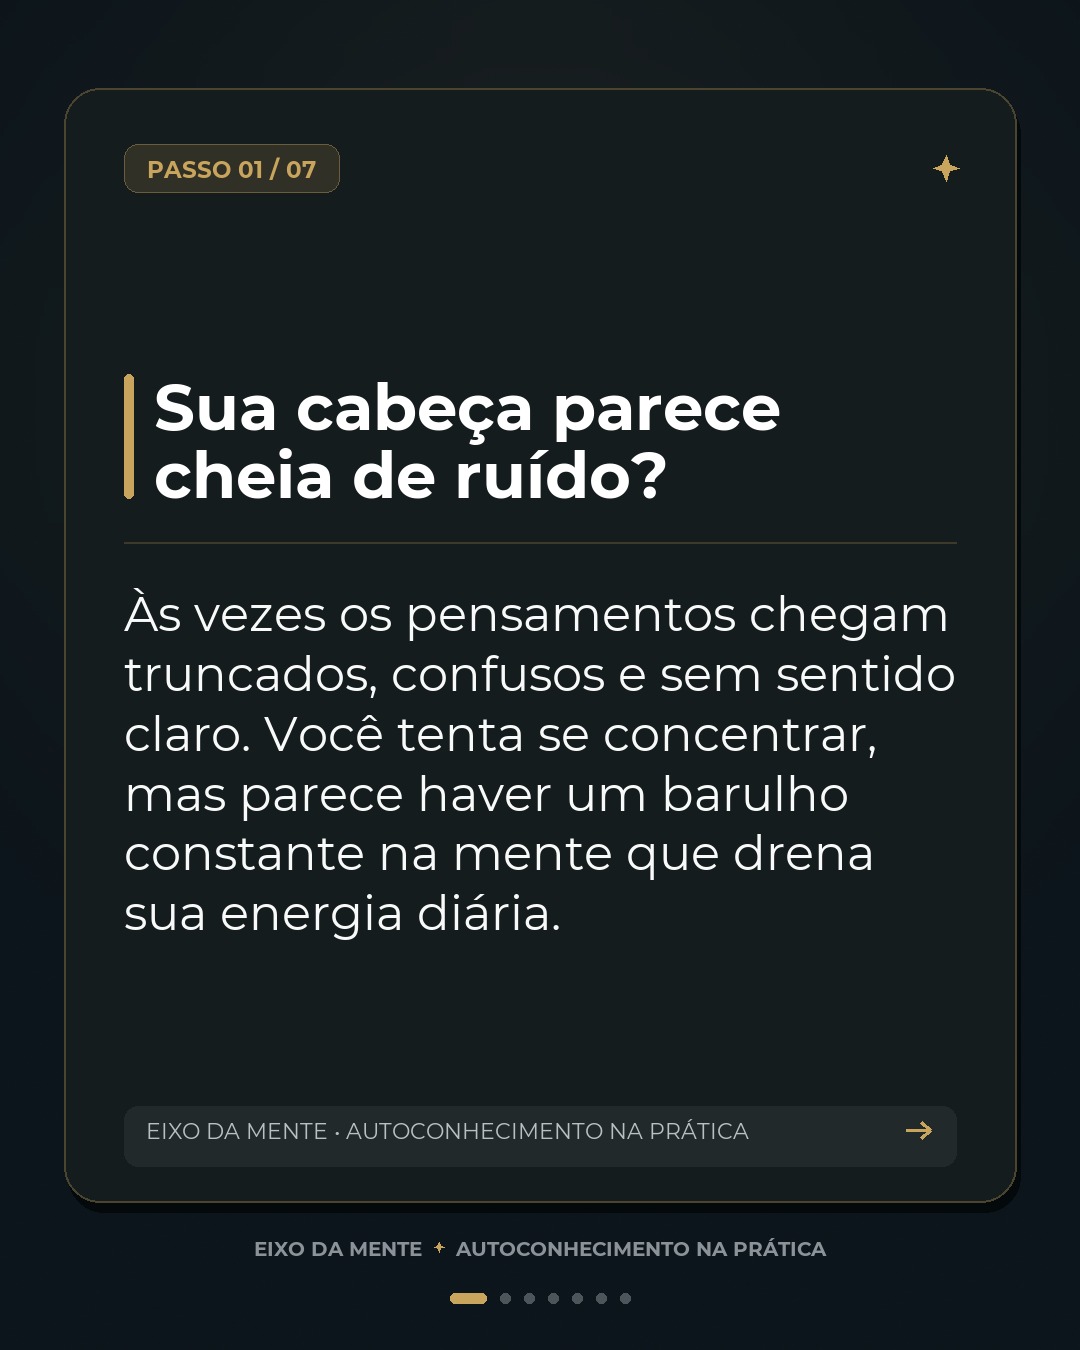 PASSO 01 / 07
Sua cabeça parece
cheia de ruído?
Às vezes os pensamentos chegam
truncados, confusos e sem sentido
claro. Você tenta se concentrar,
mas parece haver um barulho
constante na mente que drena
sua energia diária.
EIXO DA MENTE • AUTOCONHECIMENTO NA PRÁTICA
EIXO DA MENTE ✦ AUTOCONHECIMENTO NA PRÁTICA